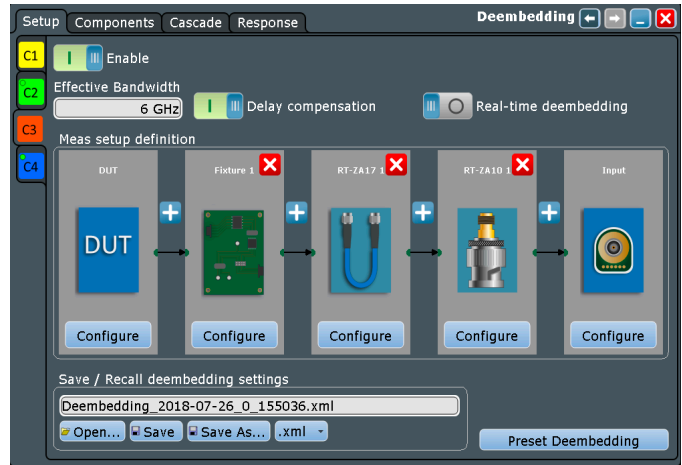 Setup Components Cascade Response Deembedding
C1
Enable
C2
Effective Bandwidth
6 GHz
Delay compensation
Real-time deembedding
C3
Meas setup definition
C4
DUT Fixture 1 RT-ZA17 1 RT-ZA10 1 Input
DUT
Configure Configure Configure Configure Configure
Save / Recall deembedding settings
Deembedding_2018-07-26_0_155036.xml
Open... Save Save As... .xml
Preset Deembedding